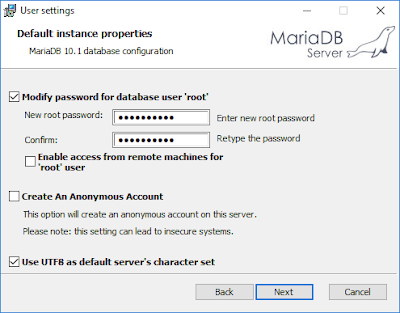 User settings
Default instance properties
MariaDB 10.1 database configuration
MariaDB
Server
Modify password for database user 'root'
New root password: ●●●●●●●●●● Enter new root password
Confirm: ●●●●●●●●●● Retype the password
Enable access from remote machines for
'root' user
Create An Anonymous Account
This option will create an anonymous account on this server.
Please note: this setting can lead to insecure systems.
Use UTF8 as default server's character set
Back Next Cancel